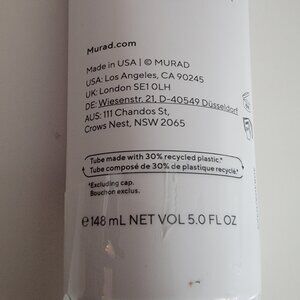 Murad.com
Made in USA | © MURAD
USA: Los Angeles, CA 90245
UK: London SE1 0LH
DE: Wiesenstr. 21, D-40549 Düsseldorf
AUS: 111 Chandos St,
Crows Nest, NSW 2065
Tube made with 30% recycled plastic.*
Tube composé de 30% de plastique recyclé.*
*Excluding cap.
Bouchon exclus.
℮ 148 mL NET VOL 5.0 FL OZ